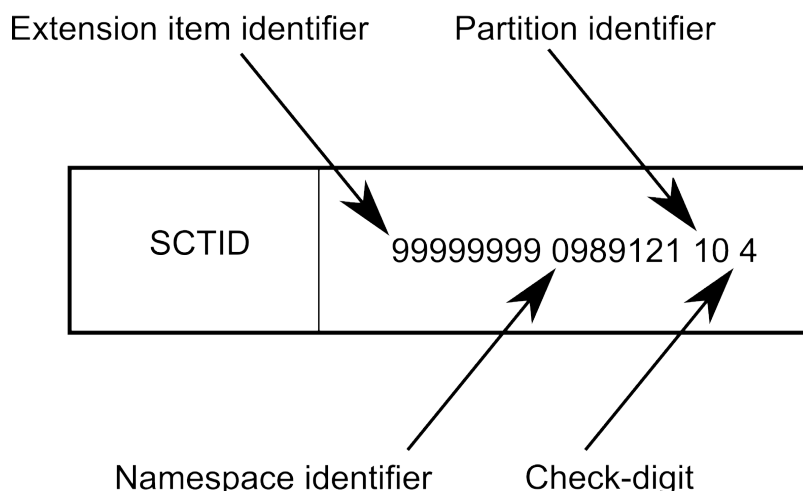 Extension item identifier
Partition identifier
SCTID
99999999 0989121 10 4
Namespace identifier
Check-digit